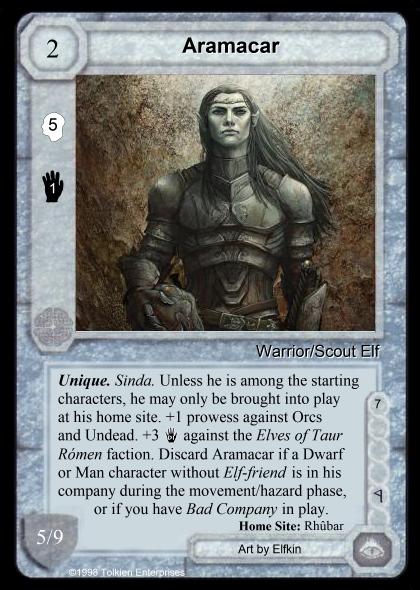 2
Aramacar
5
1
Warrior/Scout Elf
Unique. Sinda. Unless he is among the starting
characters, he may only be brought into play
at his home site. +1 prowess against Orcs
and Undead. +3 against the Elves of Taur
Rómen faction. Discard Aramacar if a Dwarf
or Man character without Elf-friend is in his
company during the movement/hazard phase,
or if you have Bad Company in play.
Home Site: Rhûbar
7
5/9
Art by Elfkin
©1998 Tolkien Enterprises